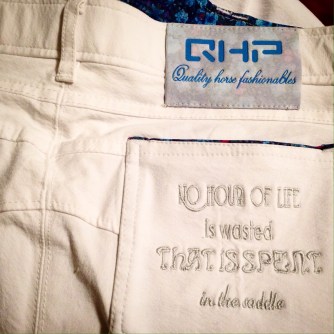 QHP
Quality horse fashionables
NO HOUR OF LIFE
is wasted
THAT IS SPENT
in the saddle